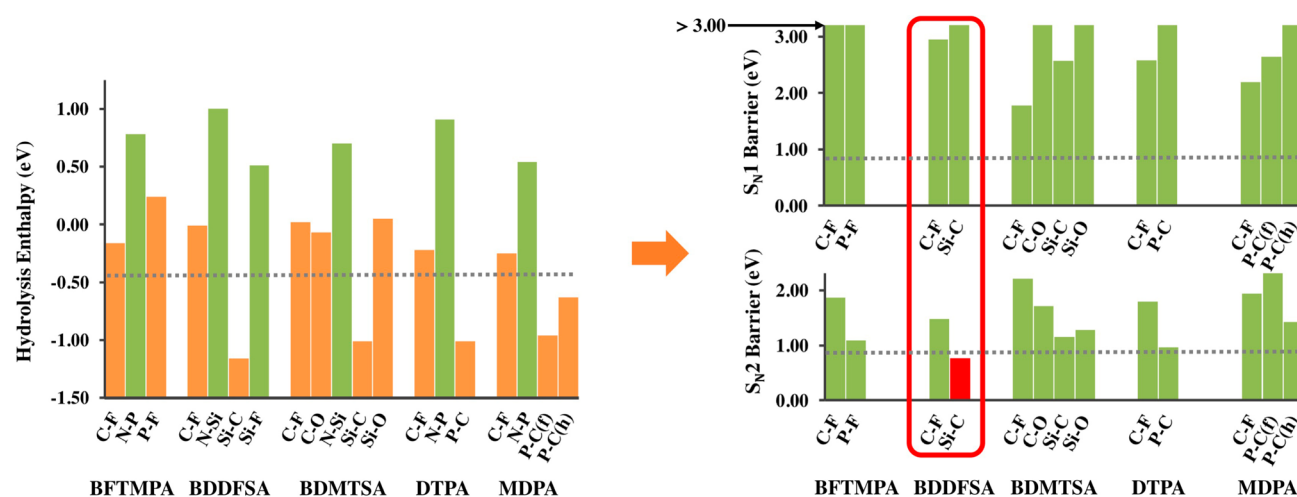 Hydrolysis Enthalpy (eV)
1.00
0.50
0.00
-0.50
-1.00
-1.50
C-F
N-P
P-F
C-F
N-Si
Si-C
Si-F
C-F
C-O
N-Si
Si-C
Si-O
C-F
N-P
P-C
C-F
N-P
P-C(f)
P-C(h)
BFTMPA BDDFSA BDMTSA DTPA MDPA
> 3.00
S_N1 Barrier (eV)
3.00
2.00
1.00
0.00
C-F
P-F
C-F
Si-C
C-F
C-O
Si-C
Si-O
C-F
P-C
C-F
P-C(f)
P-C(h)
S_N2 Barrier (eV)
2.00
1.00
0.00
C-F
P-F
C-F
Si-C
C-F
C-O
Si-C
Si-O
C-F
P-C
C-F
P-C(f)
P-C(h)
BFTMPA BDDFSA BDMTSA DTPA MDPA